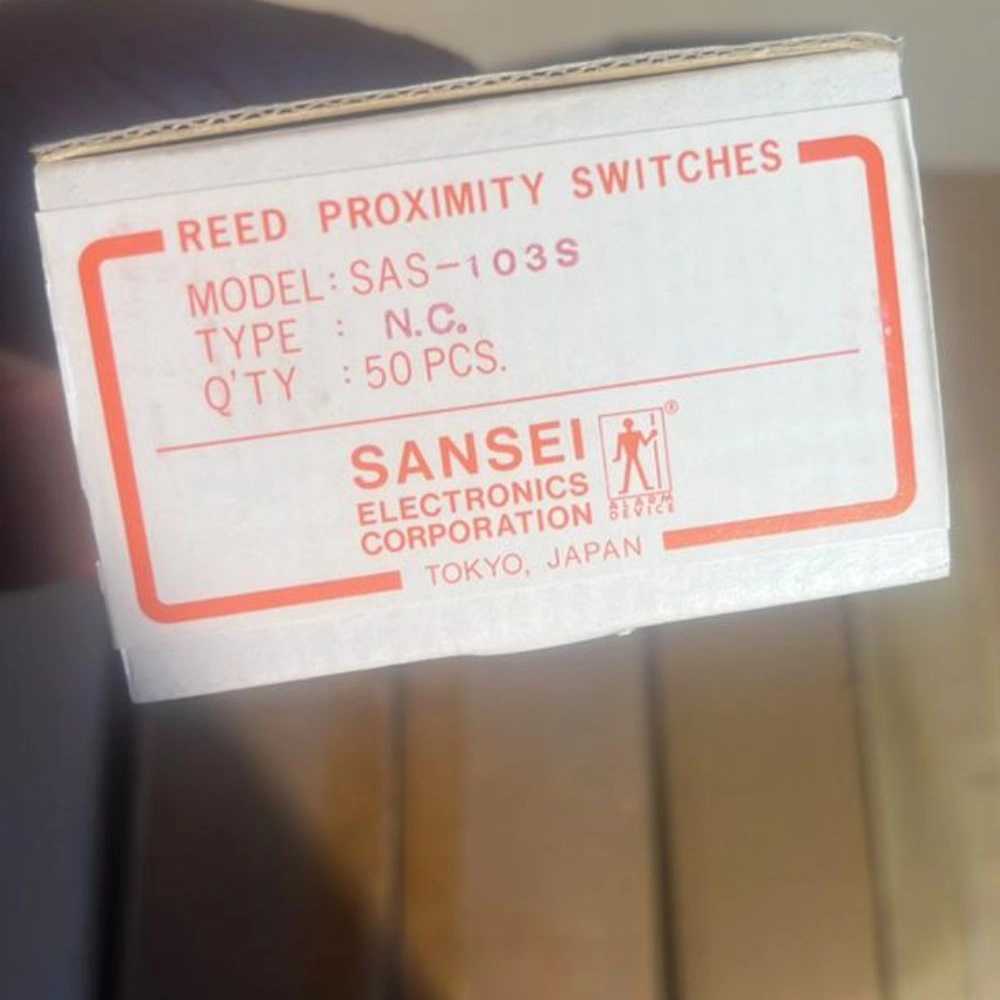 REED PROXIMITY SWITCHES
MODEL: SAS-103S
TYPE : N.C.
Q'TY : 50 PCS.
SANSEI
ELECTRONICS
CORPORATION
®
ALARM
DEVICE
TOKYO, JAPAN